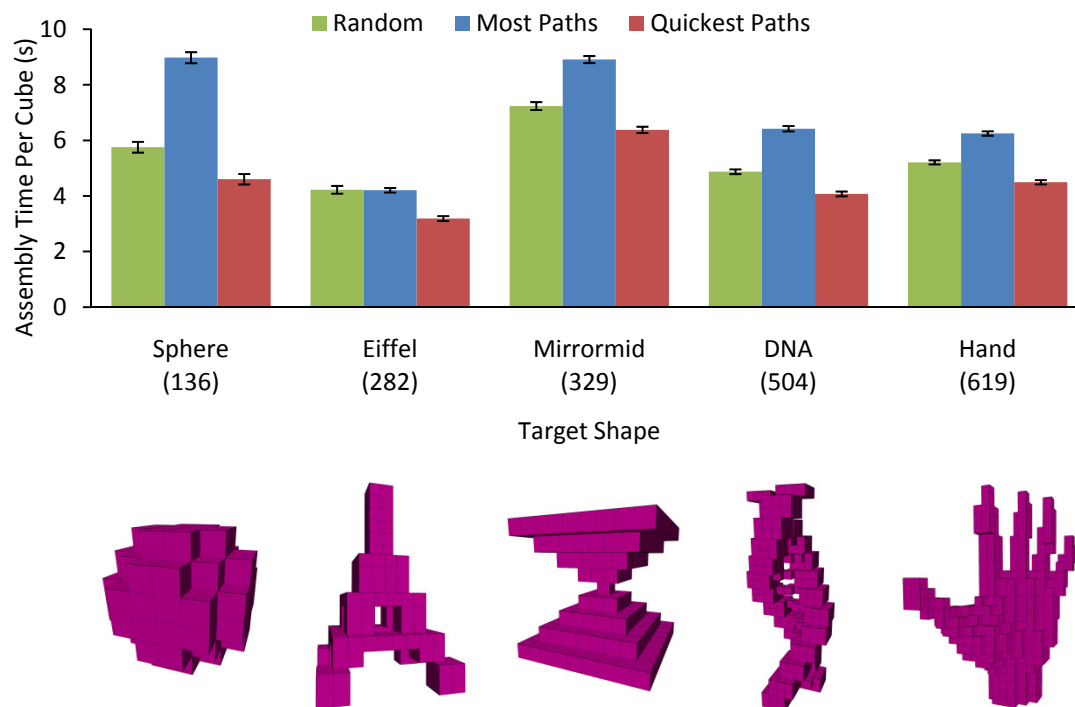 Random Most Paths Quickest Paths
Assembly Time Per Cube (s)
10
8
6
4
2
0
Sphere Eiffel Mirrormid DNA Hand
(136) (282) (329) (504) (619)
Target Shape